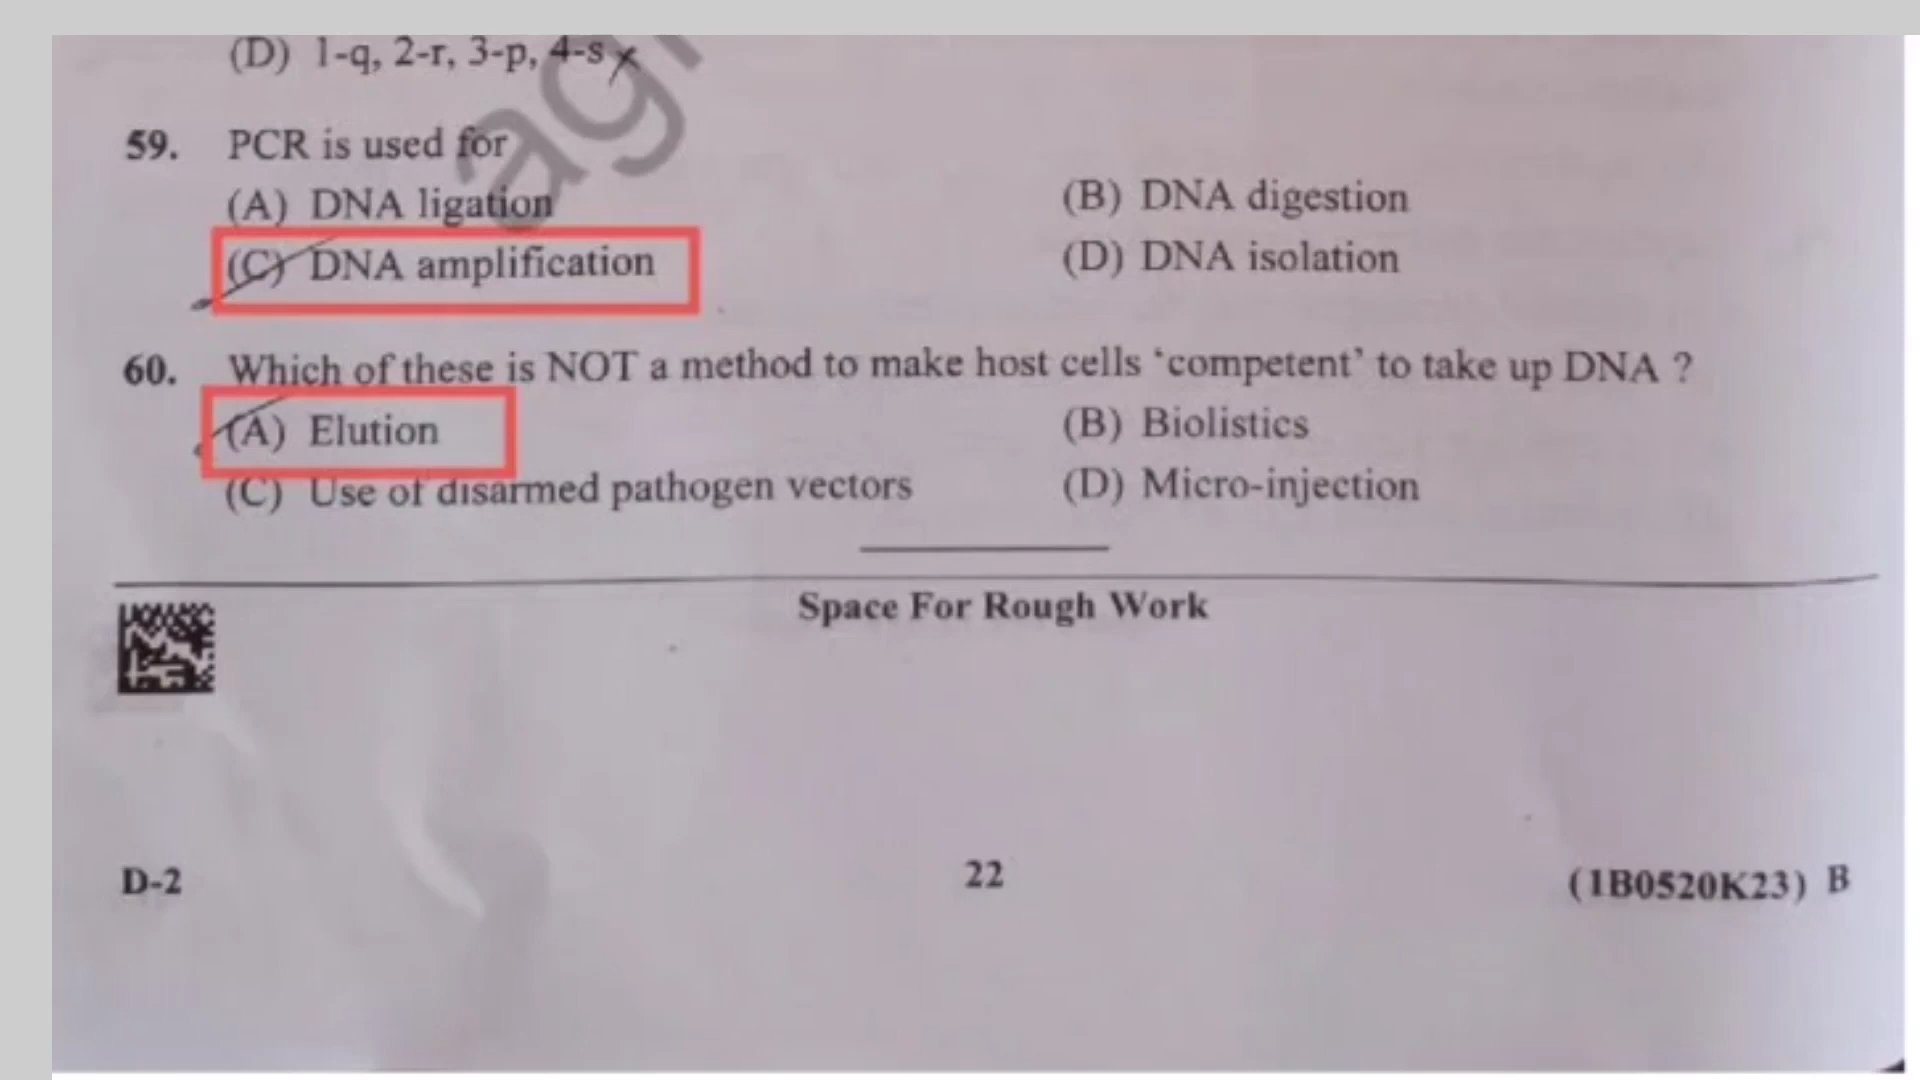 (D) 1-q, 2-r, 3-p, 4-s
agr
59. PCR is used for
(A) DNA ligation (B) DNA digestion
(C) DNA amplification (D) DNA isolation
60. Which of these is NOT a method to make host cells ‘competent’ to take up DNA ?
(A) Elution (B) Biolistics
(C) Use of disarmed pathogen vectors (D) Micro-injection
Space For Rough Work
D-2 22 (1B0520K23) B